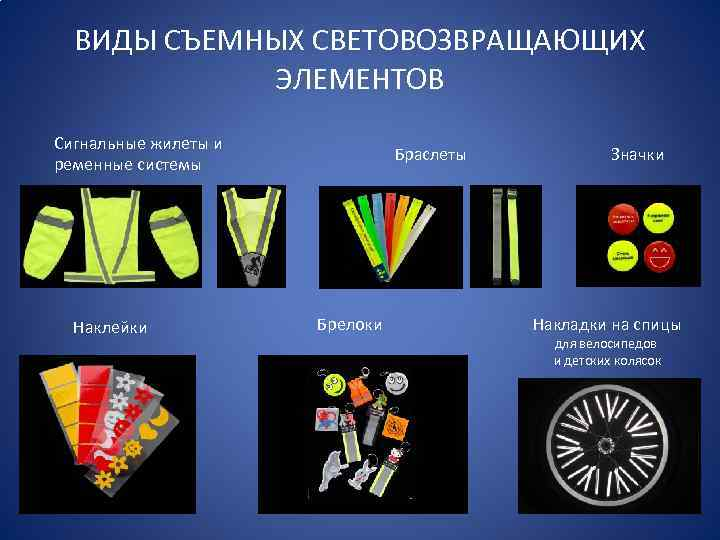 ВИДЫ СЪЕМНЫХ СВЕТОВОЗВРАЩАЮЩИХ
ЭЛЕМЕНТОВ
Сигнальные жилеты и
ременные системы
Браслеты
Значки
Наклейки
Брелоки
Накладки на спицы
для велосипедов
и детских колясок